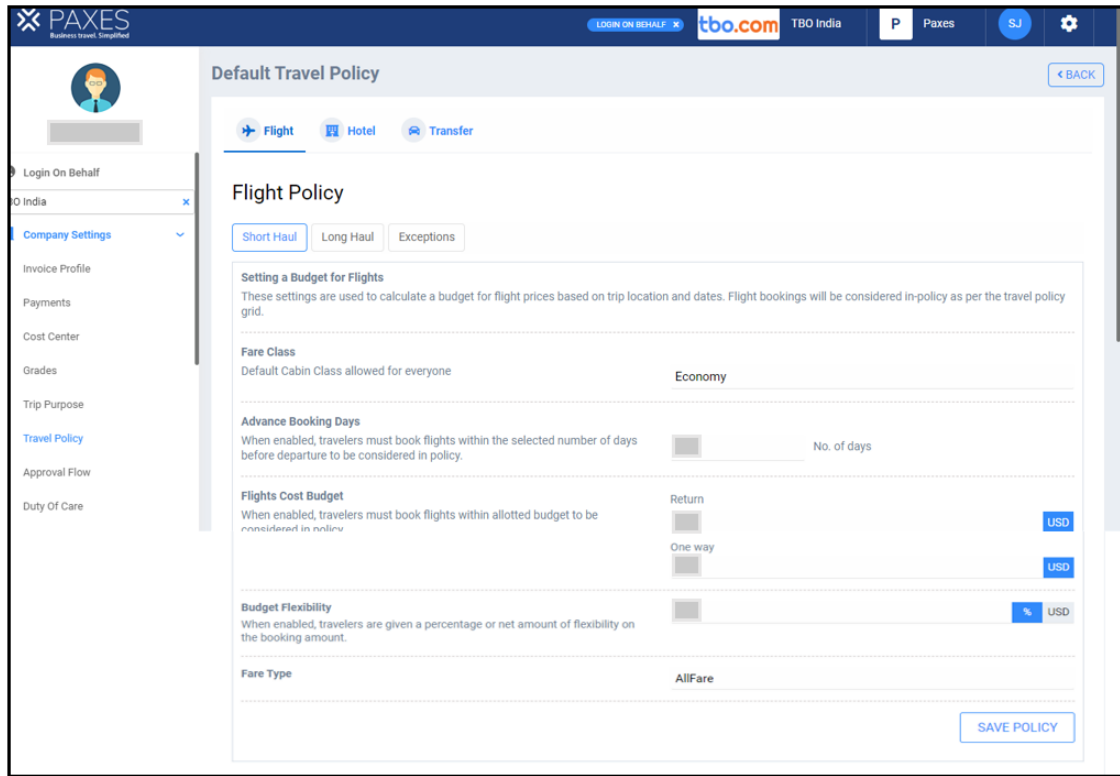 PAXES
Business travel. Simplified
LOGIN ON BEHALF x
tbo.com
TBO India
P
Paxes
SJ
Default Travel Policy
< BACK
Flight
Hotel
Transfer
Login On Behalf
O India
x
Company Settings
Invoice Profile
Payments
Cost Center
Grades
Trip Purpose
Travel Policy
Approval Flow
Duty Of Care
Flight Policy
Short Haul
Long Haul
Exceptions
Setting a Budget for Flights
These settings are used to calculate a budget for flight prices based on trip location and dates. Flight bookings will be considered in-policy as per the travel policy
grid.
Fare Class
Default Cabin Class allowed for everyone
Economy
Advance Booking Days
When enabled, travelers must book flights within the selected number of days
before departure to be considered in policy.
No. of days
Flights Cost Budget
When enabled, travelers must book flights within allotted budget to be
considered in policy
Return
USD
One way
USD
Budget Flexibility
When enabled, travelers are given a percentage or net amount of flexibility on
the booking amount.
% USD
Fare Type
AllFare
SAVE POLICY